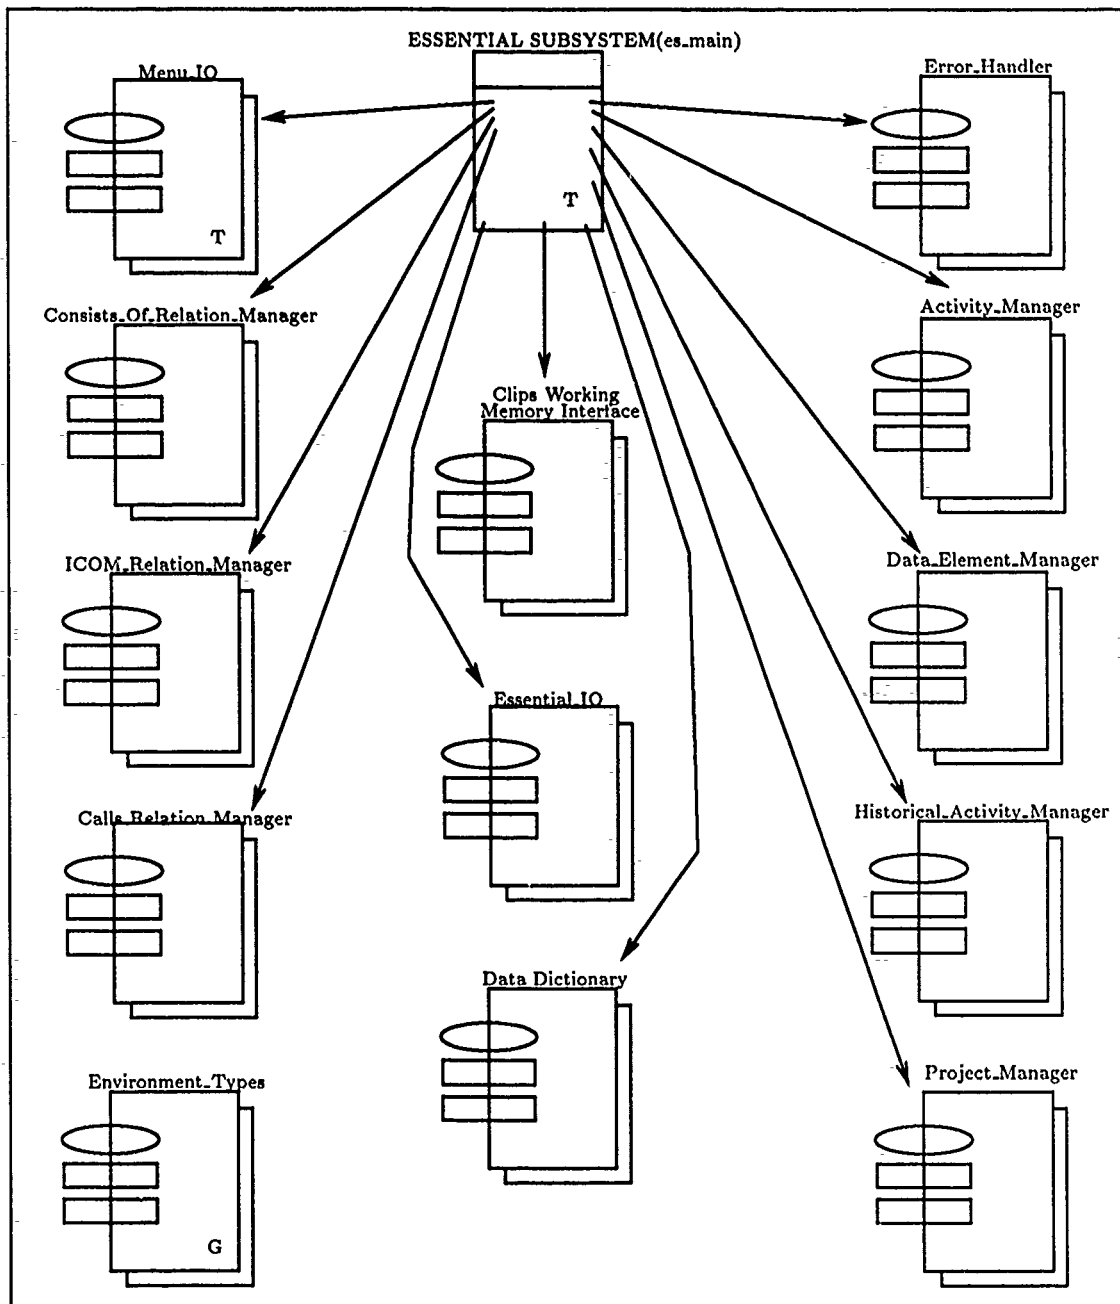 ESSENTIAL SUBSYSTEM(es_main)
Menu_IO
Error_Handler
T
T
Consists_Of_Relation_Manager
Activity_Manager
Clips Working
Memory Interface
ICOM_Relation_Manager
Data_Element_Manager
Essential_IO
Calls_Relation_Manager
Historical_Activity_Manager
Data Dictionary
Environment_Types
Project_Manager
G